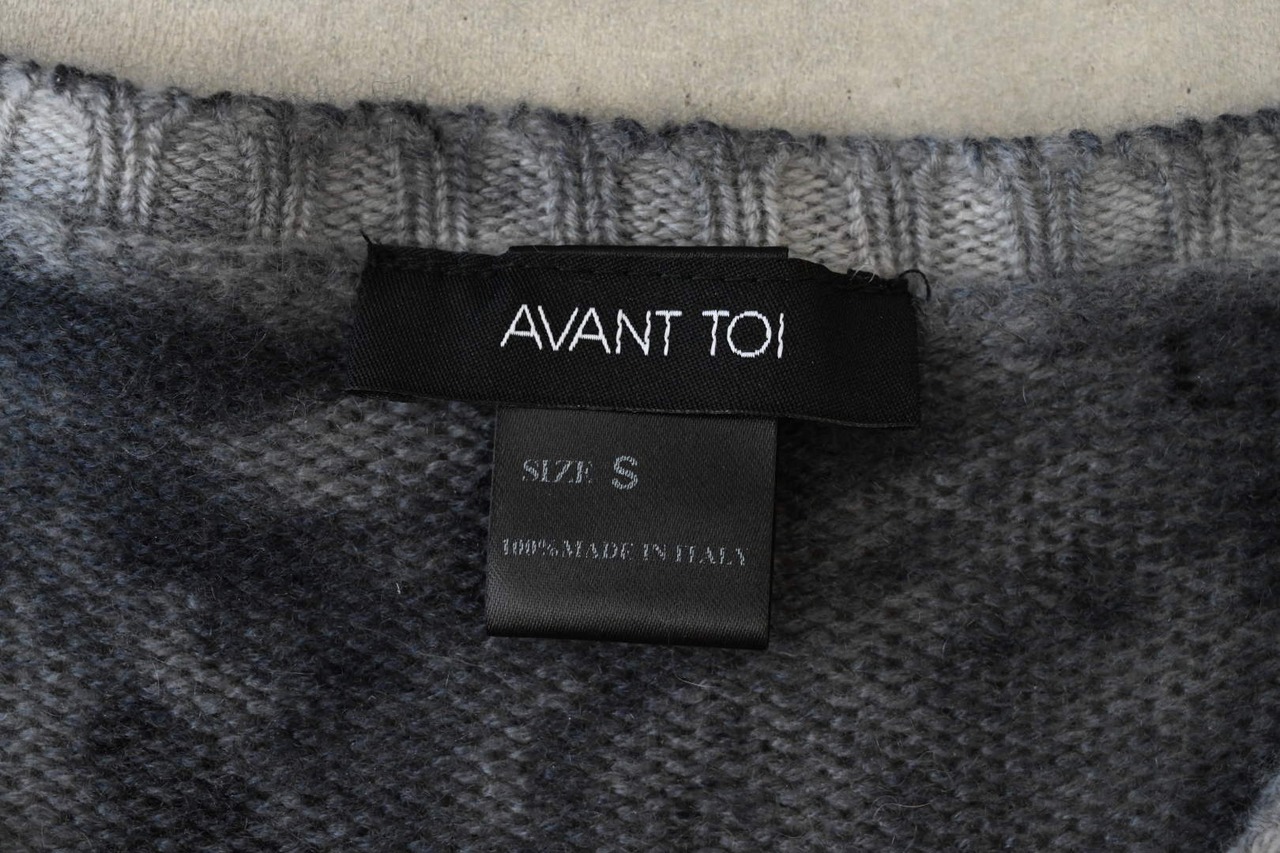 AVANT TOI
SIZE S
100% MADE IN ITALY